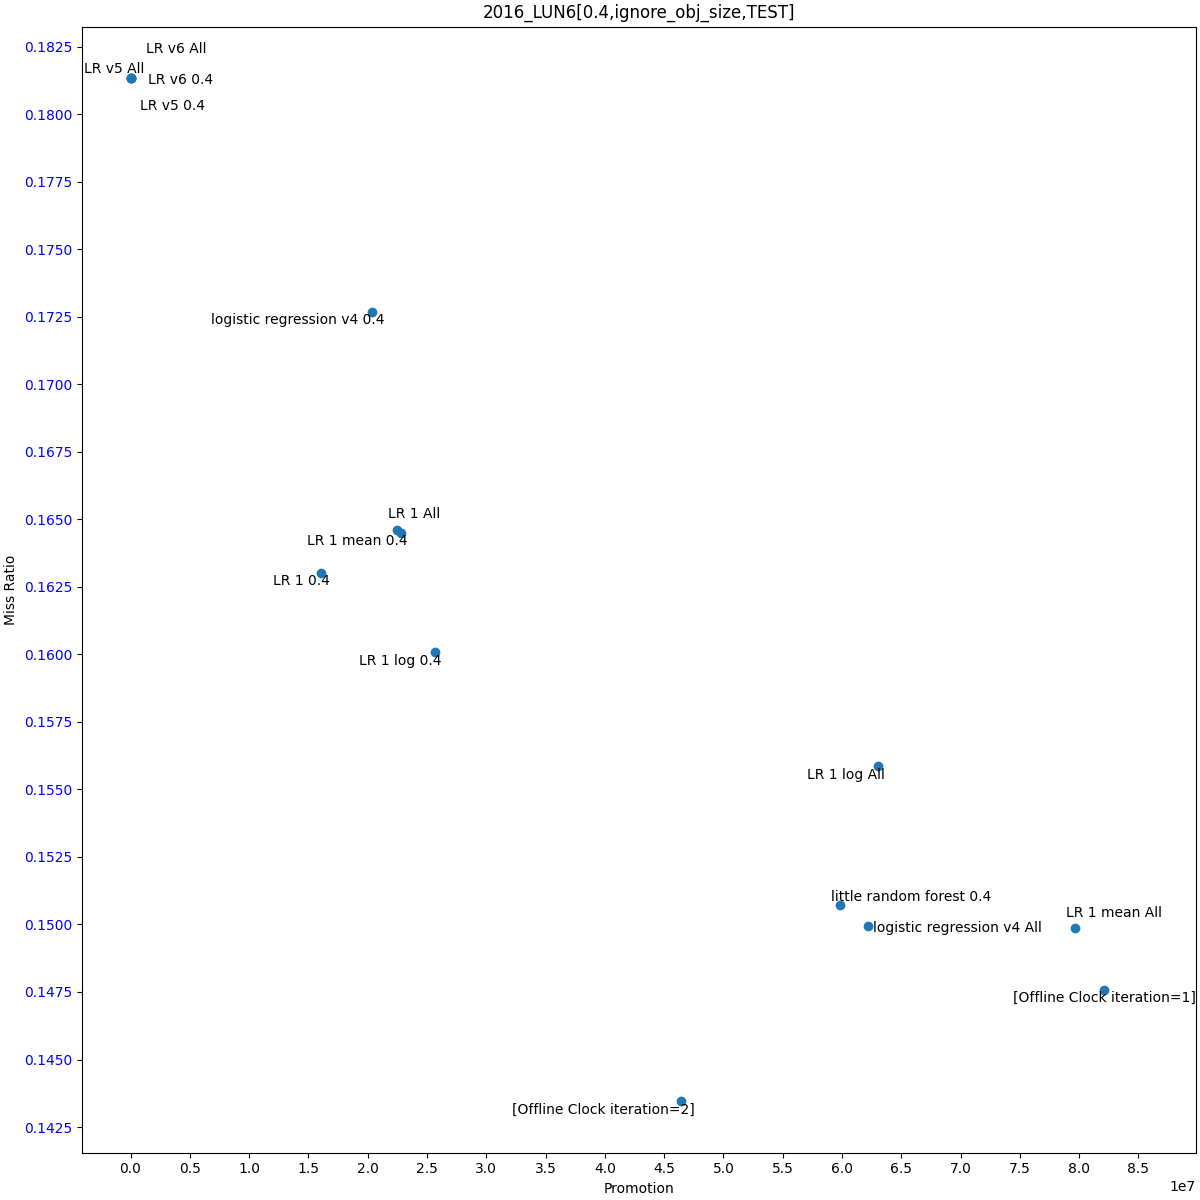 2016_LUN6[0.4,ignore_obj_size,TEST]
0.1825
LR v6 All
LR v5 All
LR v6 0.4
LR v5 0.4
0.1800
0.1775
0.1750
0.1725
logistic regression v4 0.4
0.1700
0.1675
0.1650
LR 1 All
LR 1 mean 0.4
LR 1 0.4
0.1625
Miss Ratio
0.1600
LR 1 log 0.4
0.1575
LR 1 log All
0.1550
0.1525
little random forest 0.4
LR 1 mean All
0.1500
logistic regression v4 All
0.1475
[Offline Clock iteration=1]
0.1450
[Offline Clock iteration=2]
0.1425
0.0 0.5 1.0 1.5 2.0 2.5 3.0 3.5 4.0 4.5 5.0 5.5 6.0 6.5 7.0 7.5 8.0 8.5
1e7
Promotion